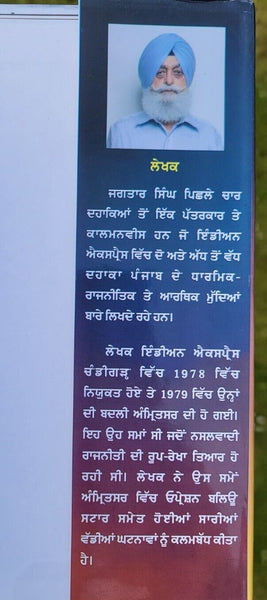 ਲੇਖਕ
ਜਗਤਾਰ ਸਿੰਘ ਪਿਛਲੇ ਚਾਰ
ਦਹਾਕਿਆਂ ਤੋਂ ਇੱਕ ਪੱਤਰਕਾਰ ਤੇ
ਕਾਲਮਨਵੀਸ ਹਨ ਜੋ ਇੰਡੀਅਨ
ਐਕਸਪ੍ਰੈਸ ਵਿੱਚ ਦੋ ਅਤੇ ਅੱਧ ਤੋਂ ਵੱਧ
ਦਹਾਕਾ ਪੰਜਾਬ ਦੇ ਧਾਰਮਿਕ-
ਰਾਜਨੀਤਿਕ ਤੇ ਆਰਥਿਕ ਮੁੱਦਿਆਂ
ਬਾਰੇ ਲਿਖਦੇ ਰਹੇ ਹਨ।
ਲੇਖਕ ਇੰਡੀਅਨ ਐਕਸਪ੍ਰੈਸ
ਚੰਡੀਗੜ੍ਹ ਵਿੱਚ 1978 ਵਿੱਚ
ਨਿਯੁਕਤ ਹੋਏ ਤੇ 1979 ਵਿੱਚ ਉਨ੍ਹਾਂ
ਦੀ ਬਦਲੀ ਅੰਮ੍ਰਿਤਸਰ ਦੀ ਹੋ ਗਈ।
ਇਹ ਉਹ ਸਮਾਂ ਸੀ ਜਦੋਂ ਨਸਲਵਾਦੀ
ਰਾਜਨੀਤੀ ਦੀ ਰੂਪ-ਰੇਖਾ ਤਿਆਰ ਹੋ
ਰਹੀ ਸੀ। ਲੇਖਕ ਨੇ ਉਸ ਸਮੇਂ
ਅੰਮ੍ਰਿਤਸਰ ਵਿੱਚ ਓਪ੍ਰੇਸ਼ਨ ਬਲਿਊ
ਸਟਾਰ ਸਮੇਤ ਹੋਈਆਂ ਸਾਰੀਆਂ
ਵੱਡੀਆਂ ਘਟਨਾਵਾਂ ਨੂੰ ਕਲਮਬੱਧ ਕੀਤਾ
ਹੈ।